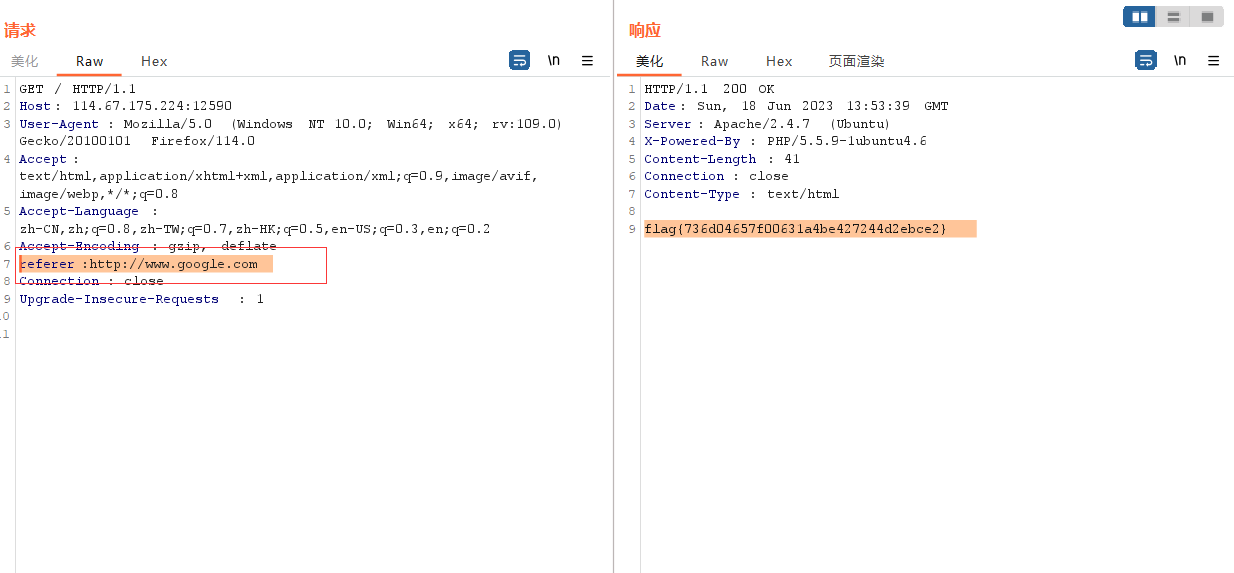 请求
美化 Raw Hex \n
1 GET / HTTP/1.1
2 Host: 114.67.175.224:12590
3 User-Agent: Mozilla/5.0 (Windows NT 10.0; Win64; x64; rv:109.0)
Gecko/20100101 Firefox/114.0
4 Accept:
text/html,application/xhtml+xml,application/xml;q=0.9,image/avif,
image/webp,*/*;q=0.8
5 Accept-Language :
zh-CN,zh;q=0.8,zh-TW;q=0.7,zh-HK;q=0.5,en-US;q=0.3,en;q=0.2
6 Accept-Encoding : gzip, deflate
7 referer :http://www.google.com
8 Connection : close
9 Upgrade-Insecure-Requests : 1
10
11
响应
美化 Raw Hex 页面渲染 \n
1 HTTP/1.1 200 OK
2 Date: Sun, 18 Jun 2023 13:53:39 GMT
3 Server: Apache/2.4.7 (Ubuntu)
4 X-Powered-By : PHP/5.5.9-1ubuntu4.6
5 Content-Length : 41
6 Connection : close
7 Content-Type : text/html
8
9 flag{736d04657f00631a4be427244d2ebce2}